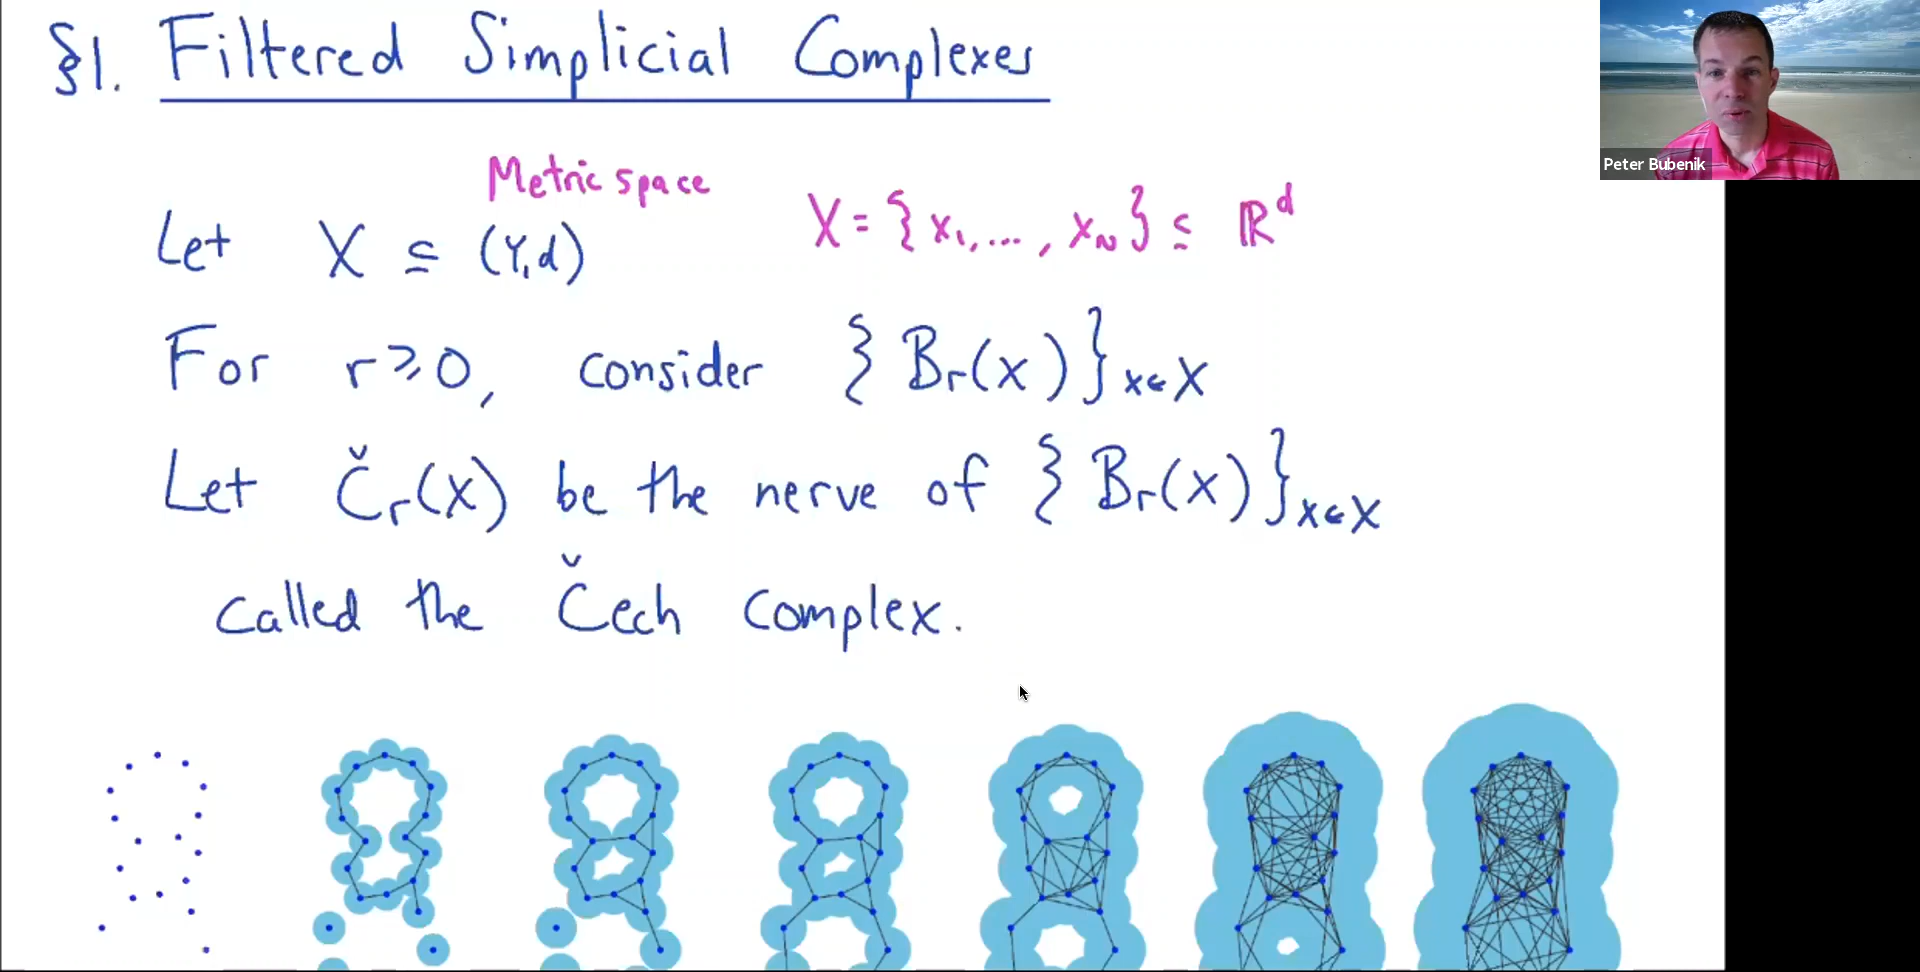 §1. Filtered Simplicial Complexes
Metric space
Let X ⊆ (Y,d) X = {x₁,..., x_N} ⊆ ℝᵈ
For r ⩾ 0, consider { Bᵣ(x) }ₓ∈X
Let Čᵣ(X) be the nerve of { Bᵣ(x) }ₓ∈X
called the Čech complex.
Peter Bubenik